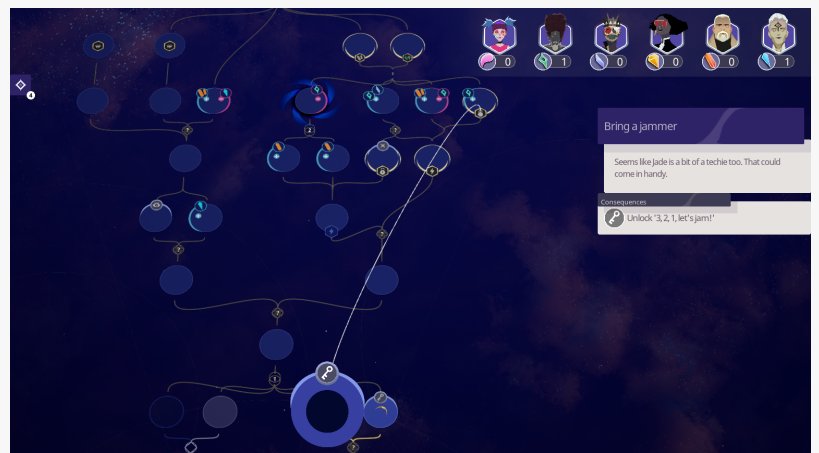 0 1 0 0 0 1
4
Bring a jammer
Seems like Jade is a bit of a techie too. That could
come in handy.
Consequences
Unlock '3, 2, 1, let's jam!'
?
2
?
?
?
?
1
?